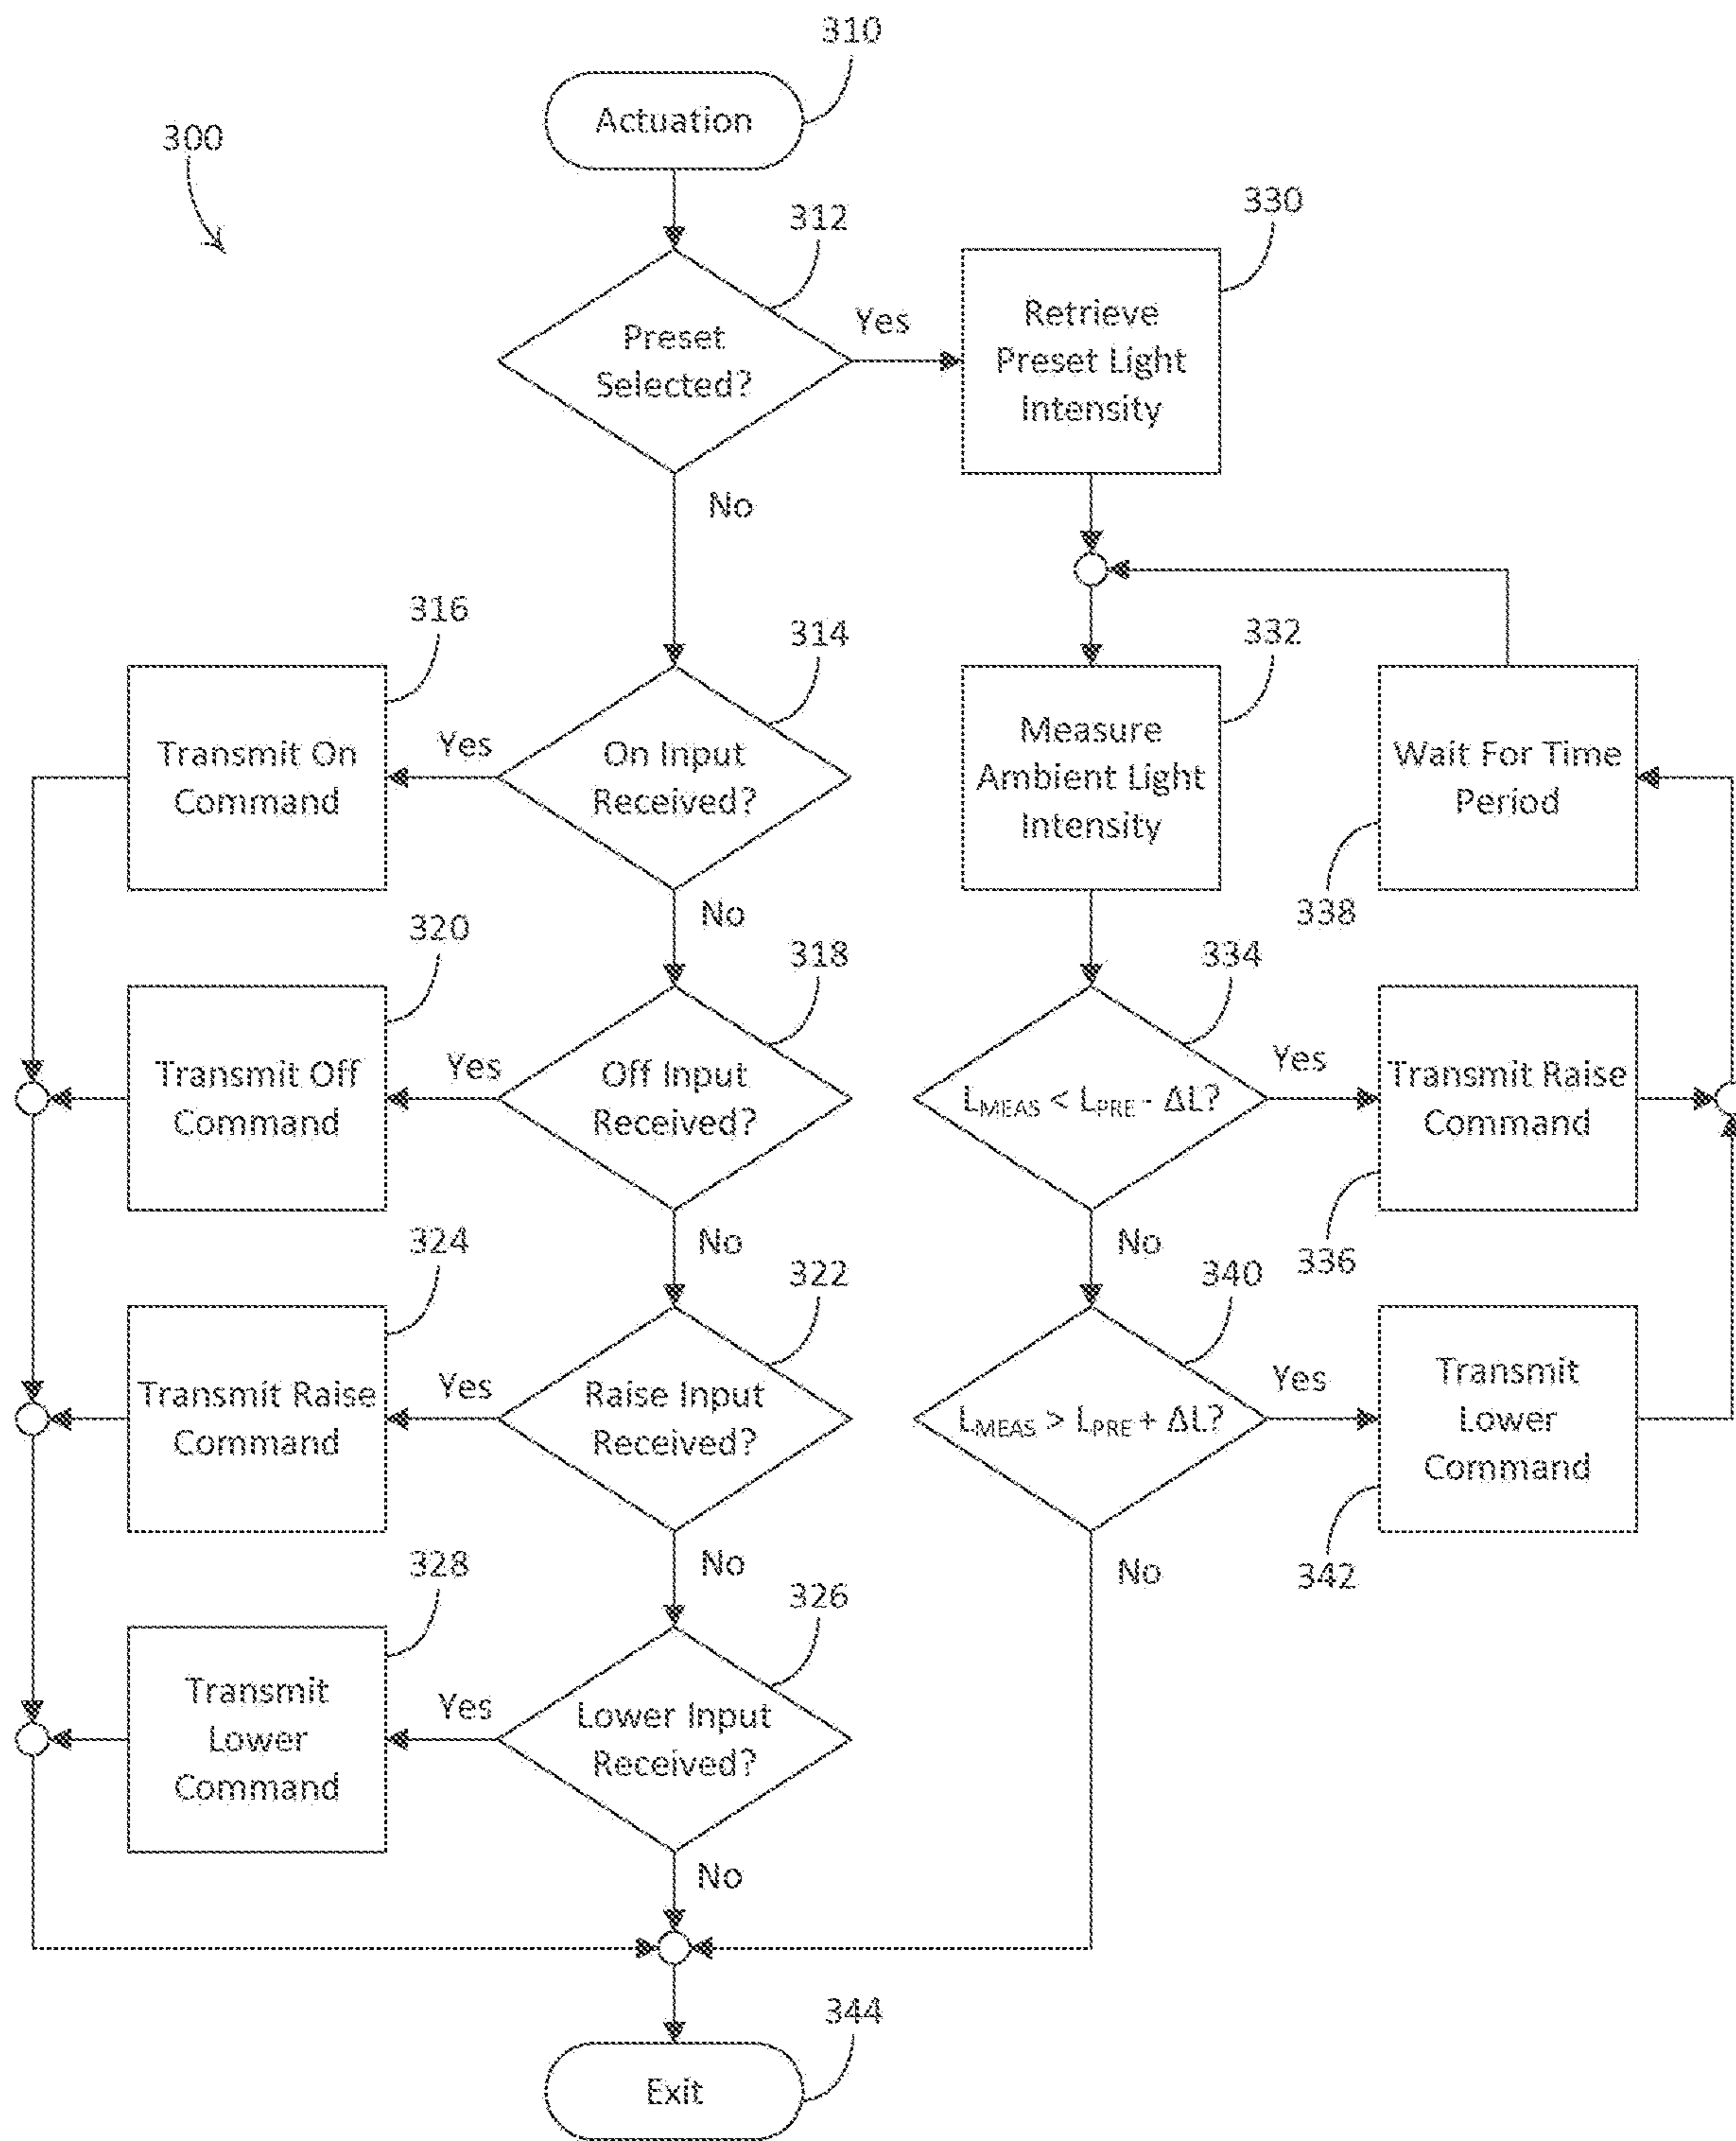 310
Actuation
300
312
330
Preset
Selected?
Yes
Retrieve
Preset Light
Intensity
No
316
314
332
Transmit On
Command
Yes
On Input
Received?
Measure
Ambient Light
Intensity
Wait For Time
Period
338
No
320
318
334
Transmit Off
Command
Yes
Off Input
Received?
L_MEAS < L_PRE - ΔL?
Yes
Transmit Raise
Command
336
No
No
324
322
340
Transmit Raise
Command
Yes
Raise Input
Received?
L_MEAS > L_PRE + ΔL?
Yes
Transmit
Lower
Command
342
No
No
328
326
Transmit
Lower
Command
Yes
Lower Input
Received?
No
344
Exit